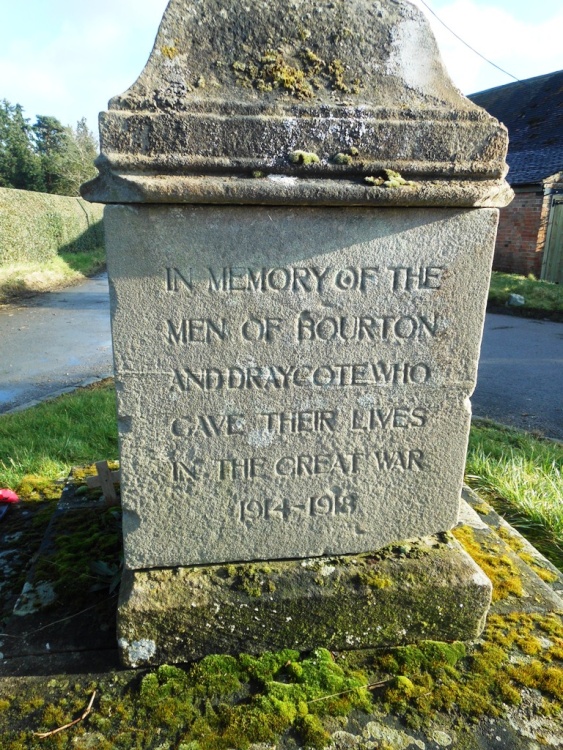 IN MEMORY OF THE
MEN OF BOURTON
AND DRAYCOTE WHO
GAVE THEIR LIVES
IN THE GREAT WAR
1914-1918